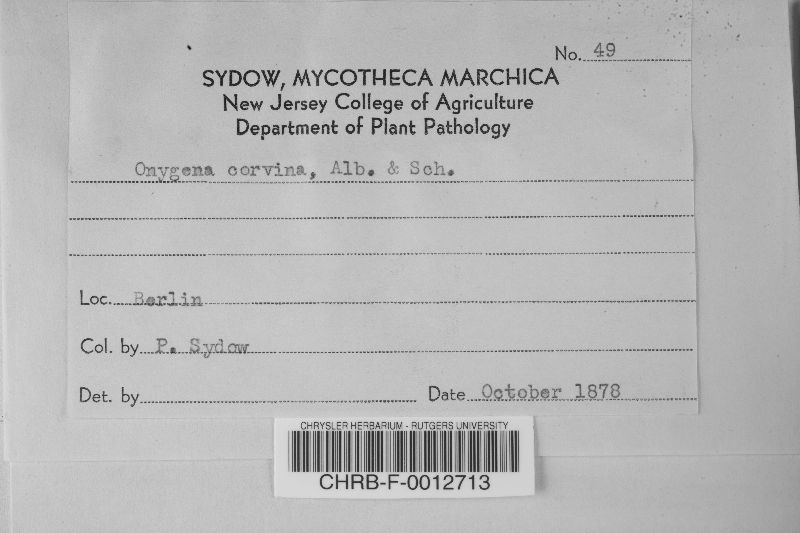 No. 49
SYDOW, MYCOTHECA MARCHICA
New Jersey College of Agriculture
Department of Plant Pathology
Onygena corvina, Alb. & Sch.
Loc. Berlin
Col. by P. Sydow
Det. by Date October 1878
CHRYSLER HERBARIUM - RUTGERS UNIVERSITY
CHRB-F-0012713